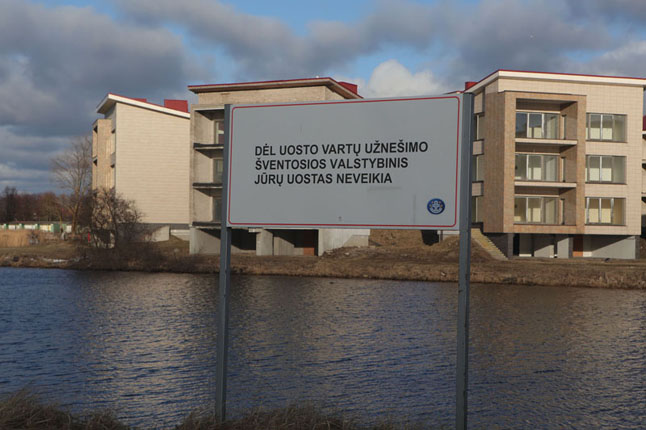 DĖL UOSTO VARTŲ UŽNEŠIMO
ŠVENTOSIOS VALSTYBINIS
JŪRŲ UOSTAS NEVEIKIA